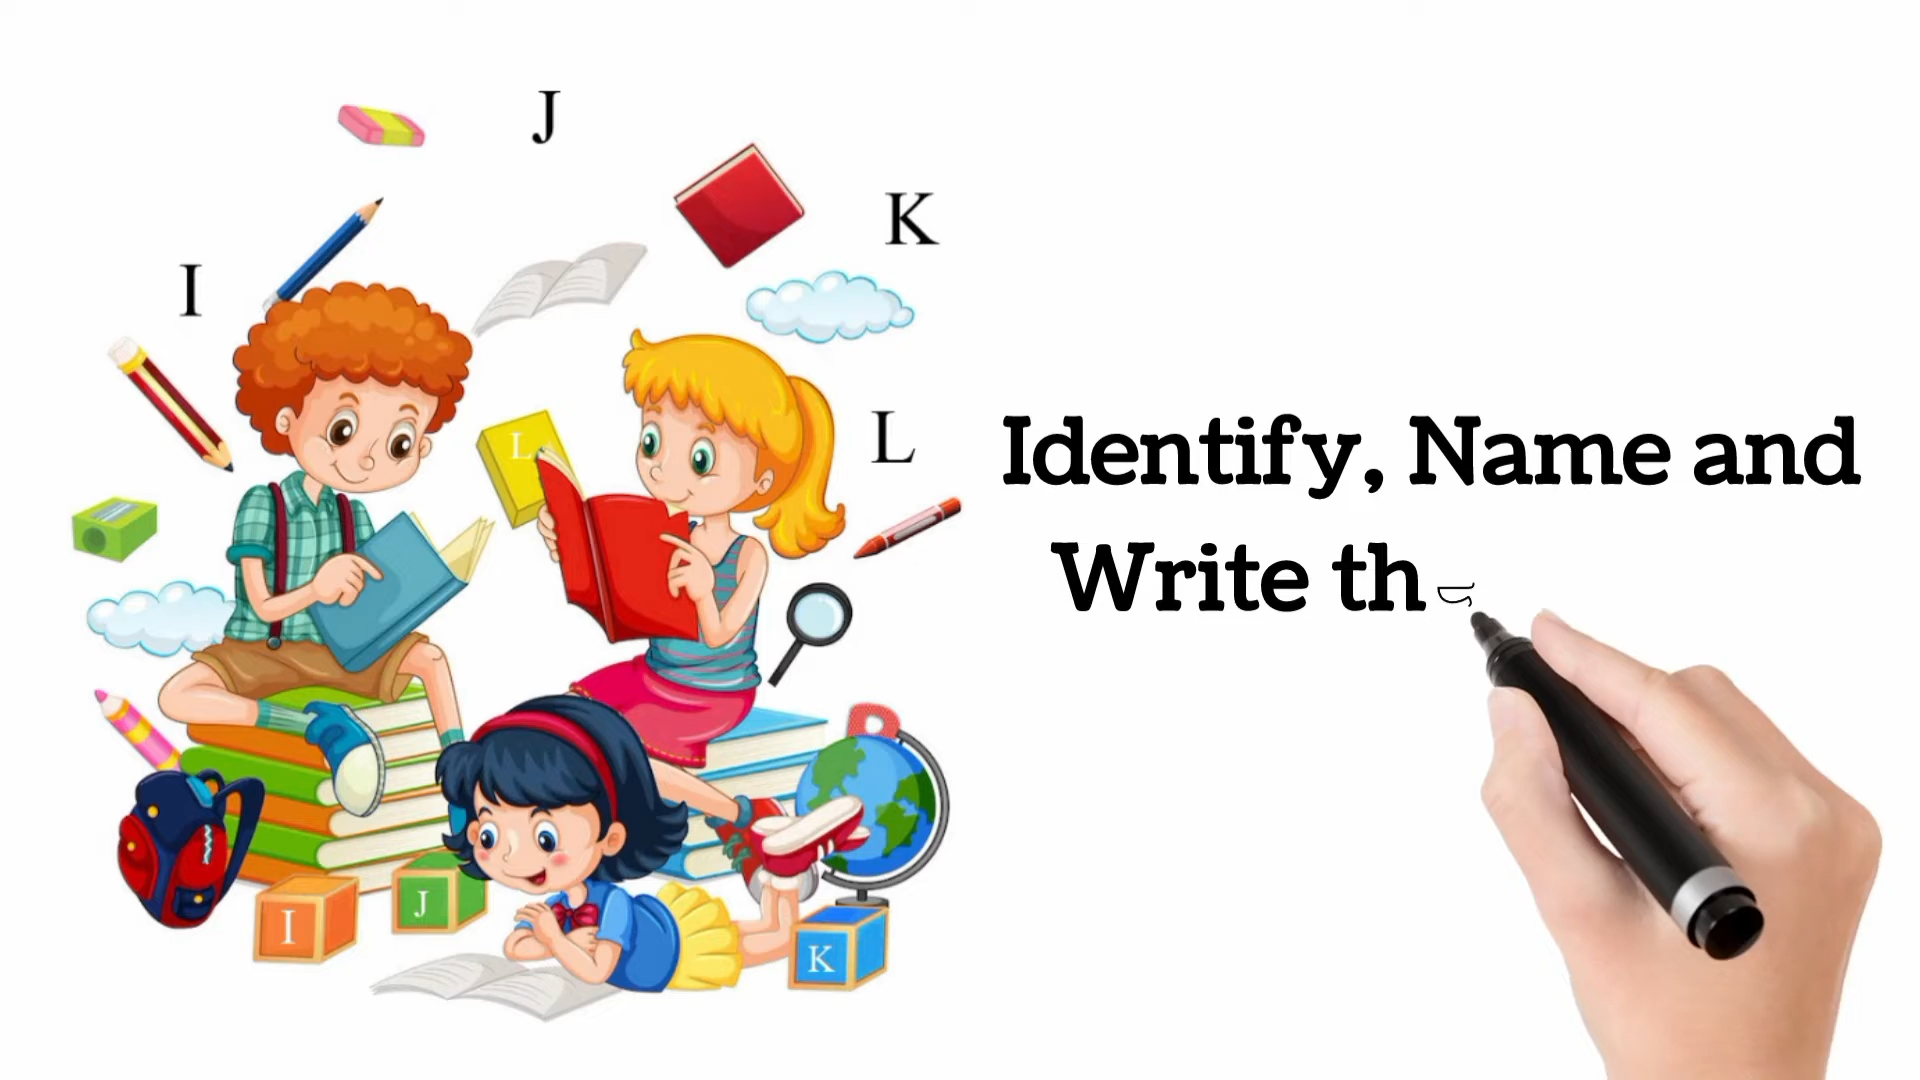 J
K
I
L
L
Identify, Name and
Write th
R
J
I
K